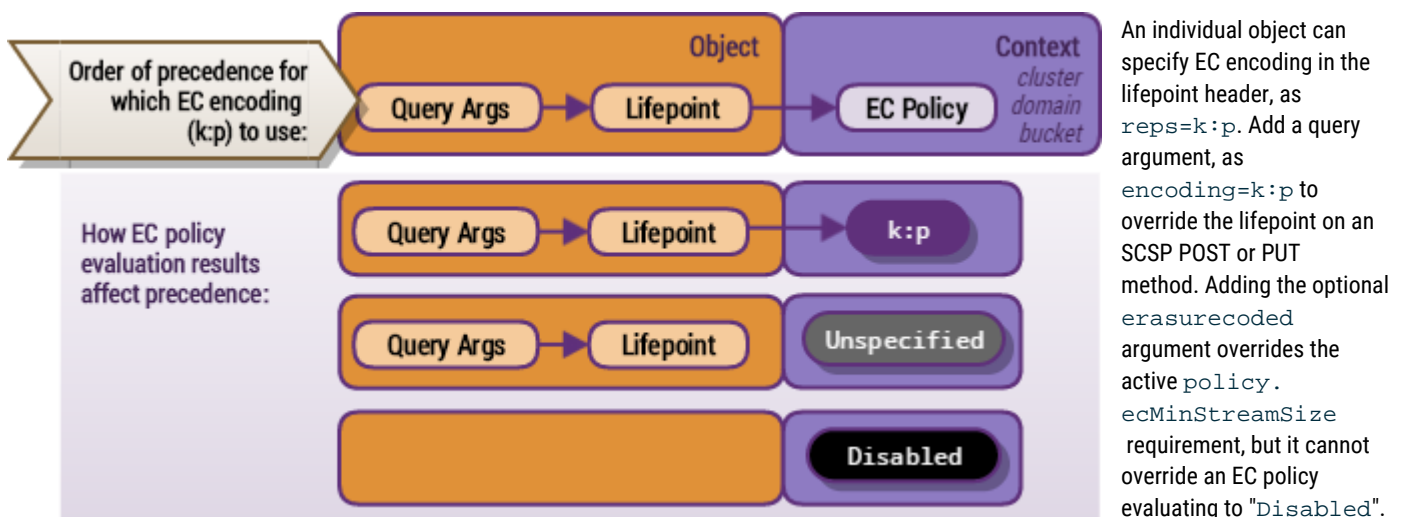 Order of precedence for
which EC encoding
(k:p) to use:
Object
Query Args
Lifepoint
Context
cluster
domain
bucket
EC Policy
How EC policy
evaluation results
affect precedence:
Query Args
Lifepoint
k:p
Query Args
Lifepoint
Unspecified
Disabled
An individual object can
specify EC encoding in the
lifepoint header, as
reps=k:p. Add a query
argument, as
encoding=k:p to
override the lifepoint on an
SCSP POST or PUT
method. Adding the optional
erasurecoded
argument overrides the
active policy.
ecMinStreamSize
requirement, but it cannot
override an EC policy
evaluating to "Disabled".